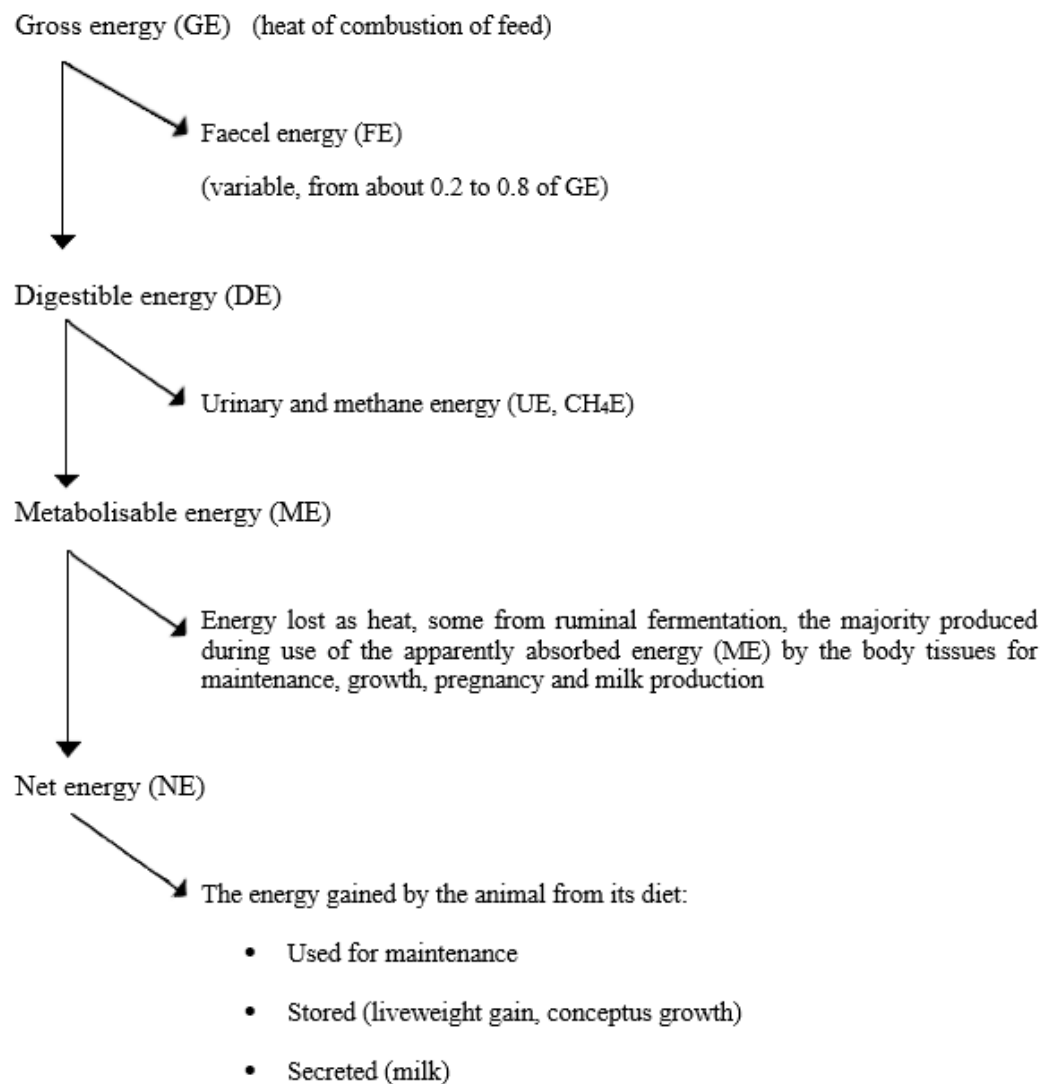 Gross energy (GE) (heat of combustion of feed)
Faecel energy (FE)
(variable, from about 0.2 to 0.8 of GE)
Digestible energy (DE)
Urinary and methane energy (UE, CH₄E)
Metabolisable energy (ME)
Energy lost as heat, some from ruminal fermentation, the majority produced
during use of the apparently absorbed energy (ME) by the body tissues for
maintenance, growth, pregnancy and milk production
Net energy (NE)
The energy gained by the animal from its diet:
• Used for maintenance
• Stored (liveweight gain, conceptus growth)
• Secreted (milk)